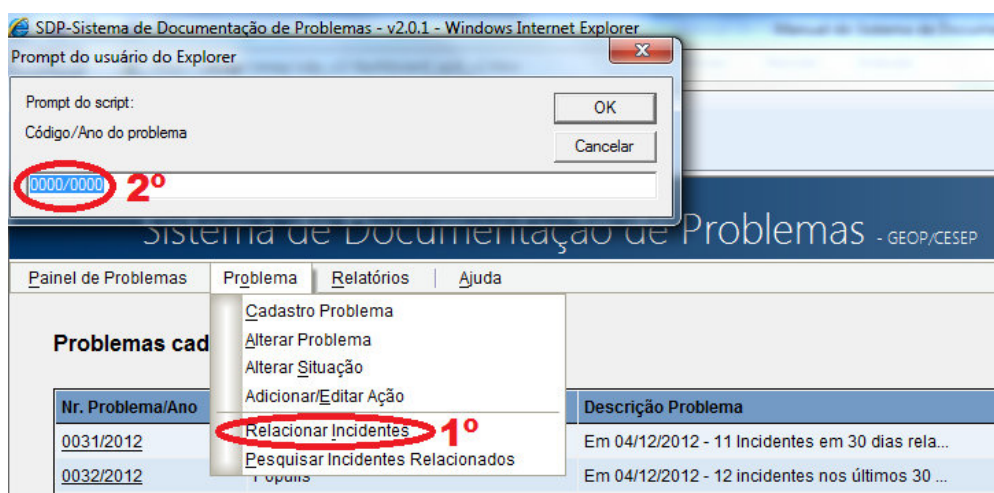 SDP-Sistema de Documentação de Problemas - v2.0.1 - Windows Internet Explorer
Prompt do usuário do Explorer
Prompt do script:
Código/Ano do problema
OK
Cancelar
0000/0000 2º
Sistema de Documentação de Problemas - GEOP/CESEP
Painel de Problemas Problema Relatórios | Ajuda
Cadastro Problema
Alterar Problema
Alterar Situação
Adicionar/Editar Ação
Relacionar Incidentes 1º
Pesquisar Incidentes Relacionados
Problemas cad
Nr. Problema/Ano Descrição Problema
0031/2012 Em 04/12/2012 - 11 Incidentes em 30 dias rela...
0032/2012 Populis Em 04/12/2012 - 12 incidentes nos últimos 30 ...